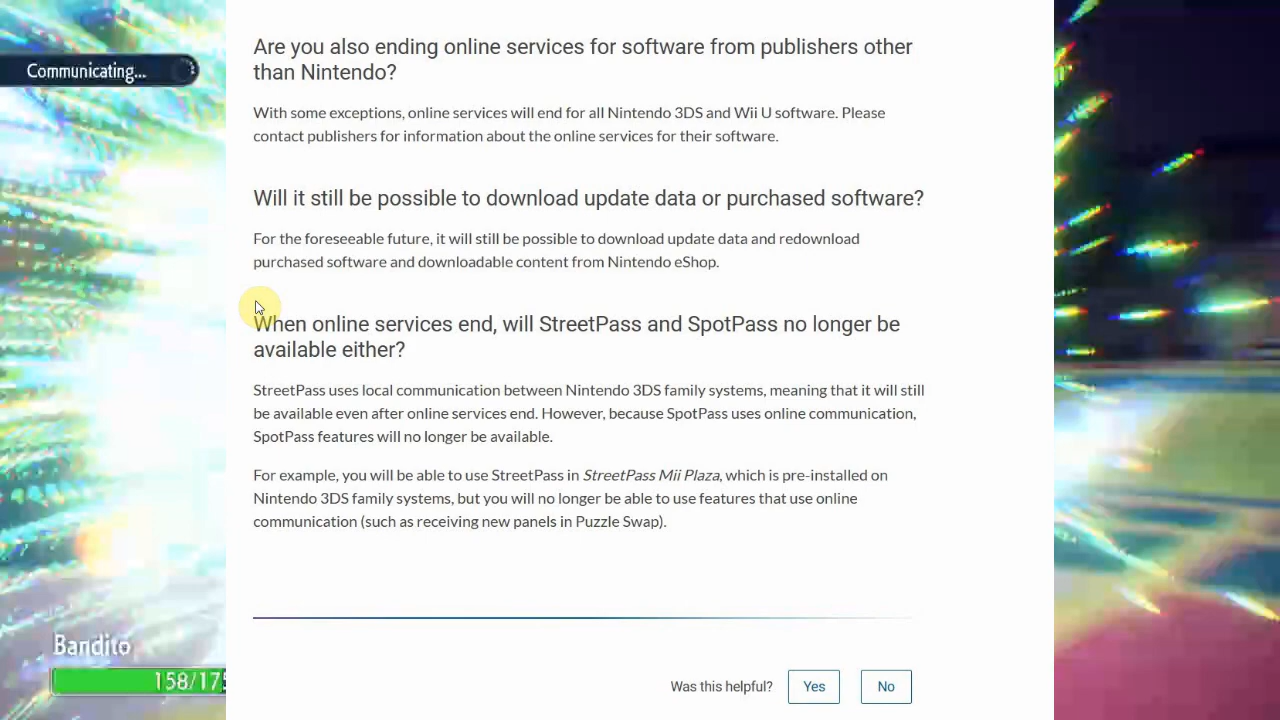 Are you also ending online services for software from publishers other
than Nintendo?
Communicating...
With some exceptions, online services will end for all Nintendo 3DS and Wii U software. Please
contact publishers for information about the online services for their software.
Will it still be possible to download update data or purchased software?
For the foreseeable future, it will still be possible to download update data and redownload
purchased software and downloadable content from Nintendo eShop.
When online services end, will StreetPass and SpotPass no longer be
available either?
StreetPass uses local communication between Nintendo 3DS family systems, meaning that it will still
be available even after online services end. However, because SpotPass uses online communication,
SpotPass features will no longer be available.
For example, you will be able to use StreetPass in StreetPass Mii Plaza, which is pre-installed on
Nintendo 3DS family systems, but you will no longer be able to use features that use online
communication (such as receiving new panels in Puzzle Swap).
Bandito
158/175
Was this helpful? Yes No